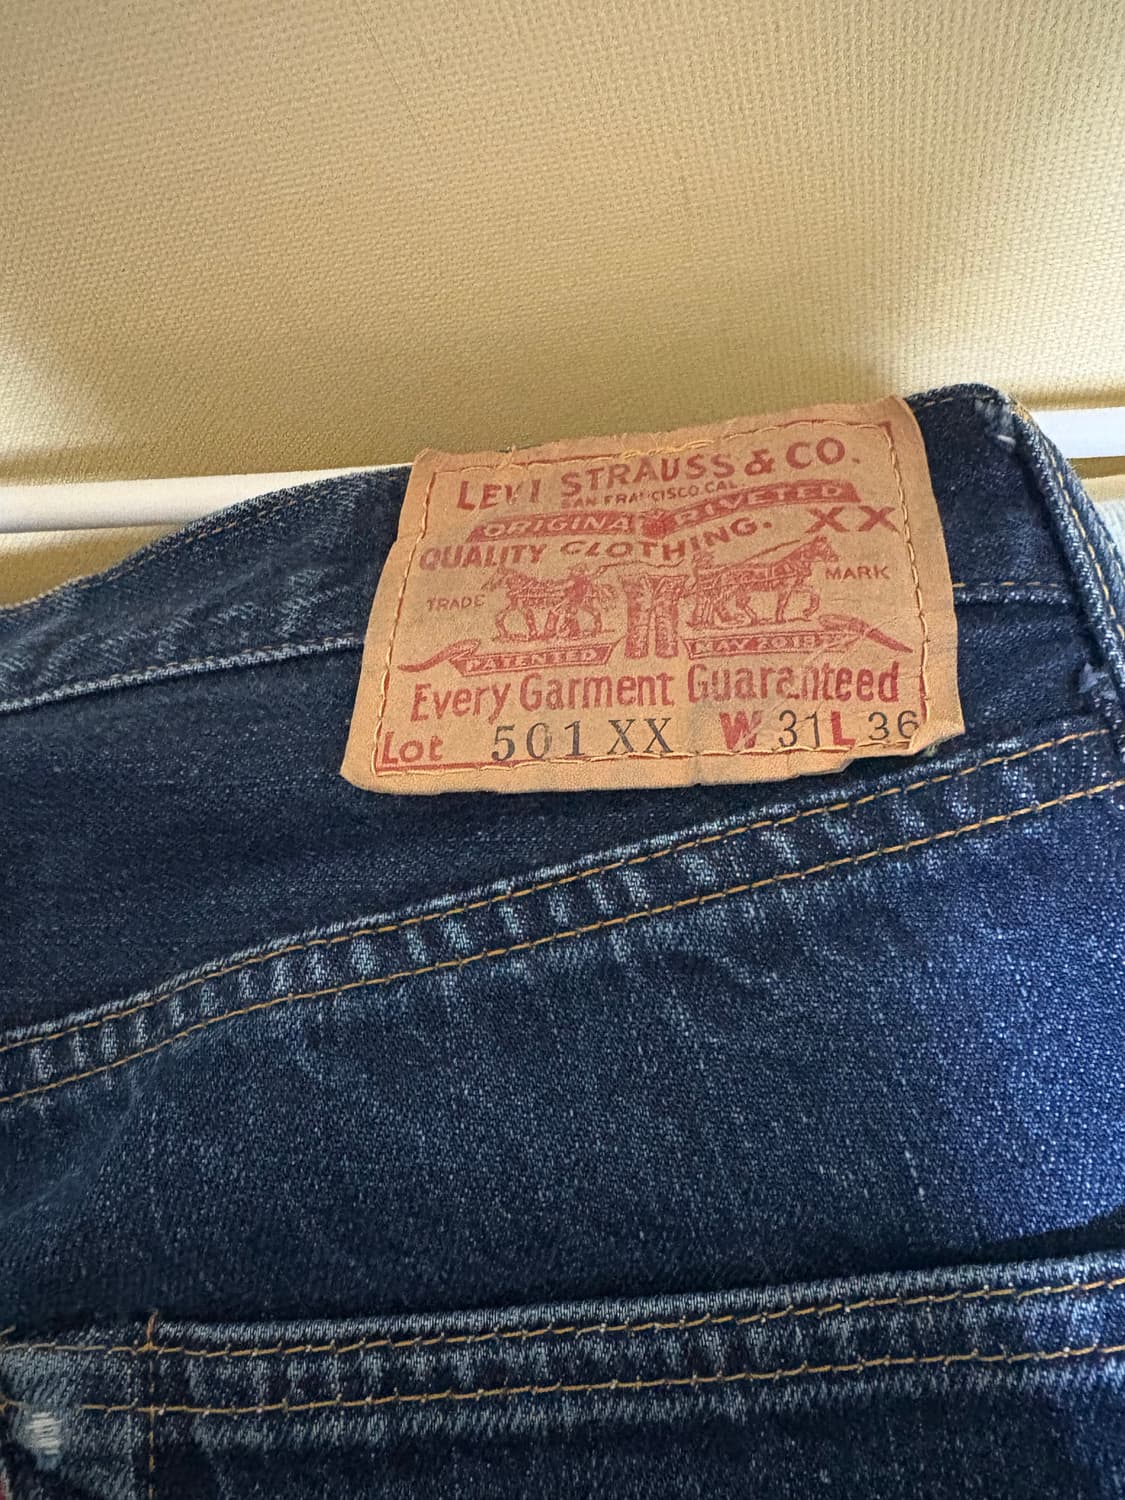 LEVI STRAUSS & CO.
SAN FRANCISCO CAL
ORIGINAL RIVETED
QUALITY CLOTHING. XX
TRADE MARK
PATENTED MAY 20 1873
Every Garment Guaranteed
Lot 501 XX W 31 L 36